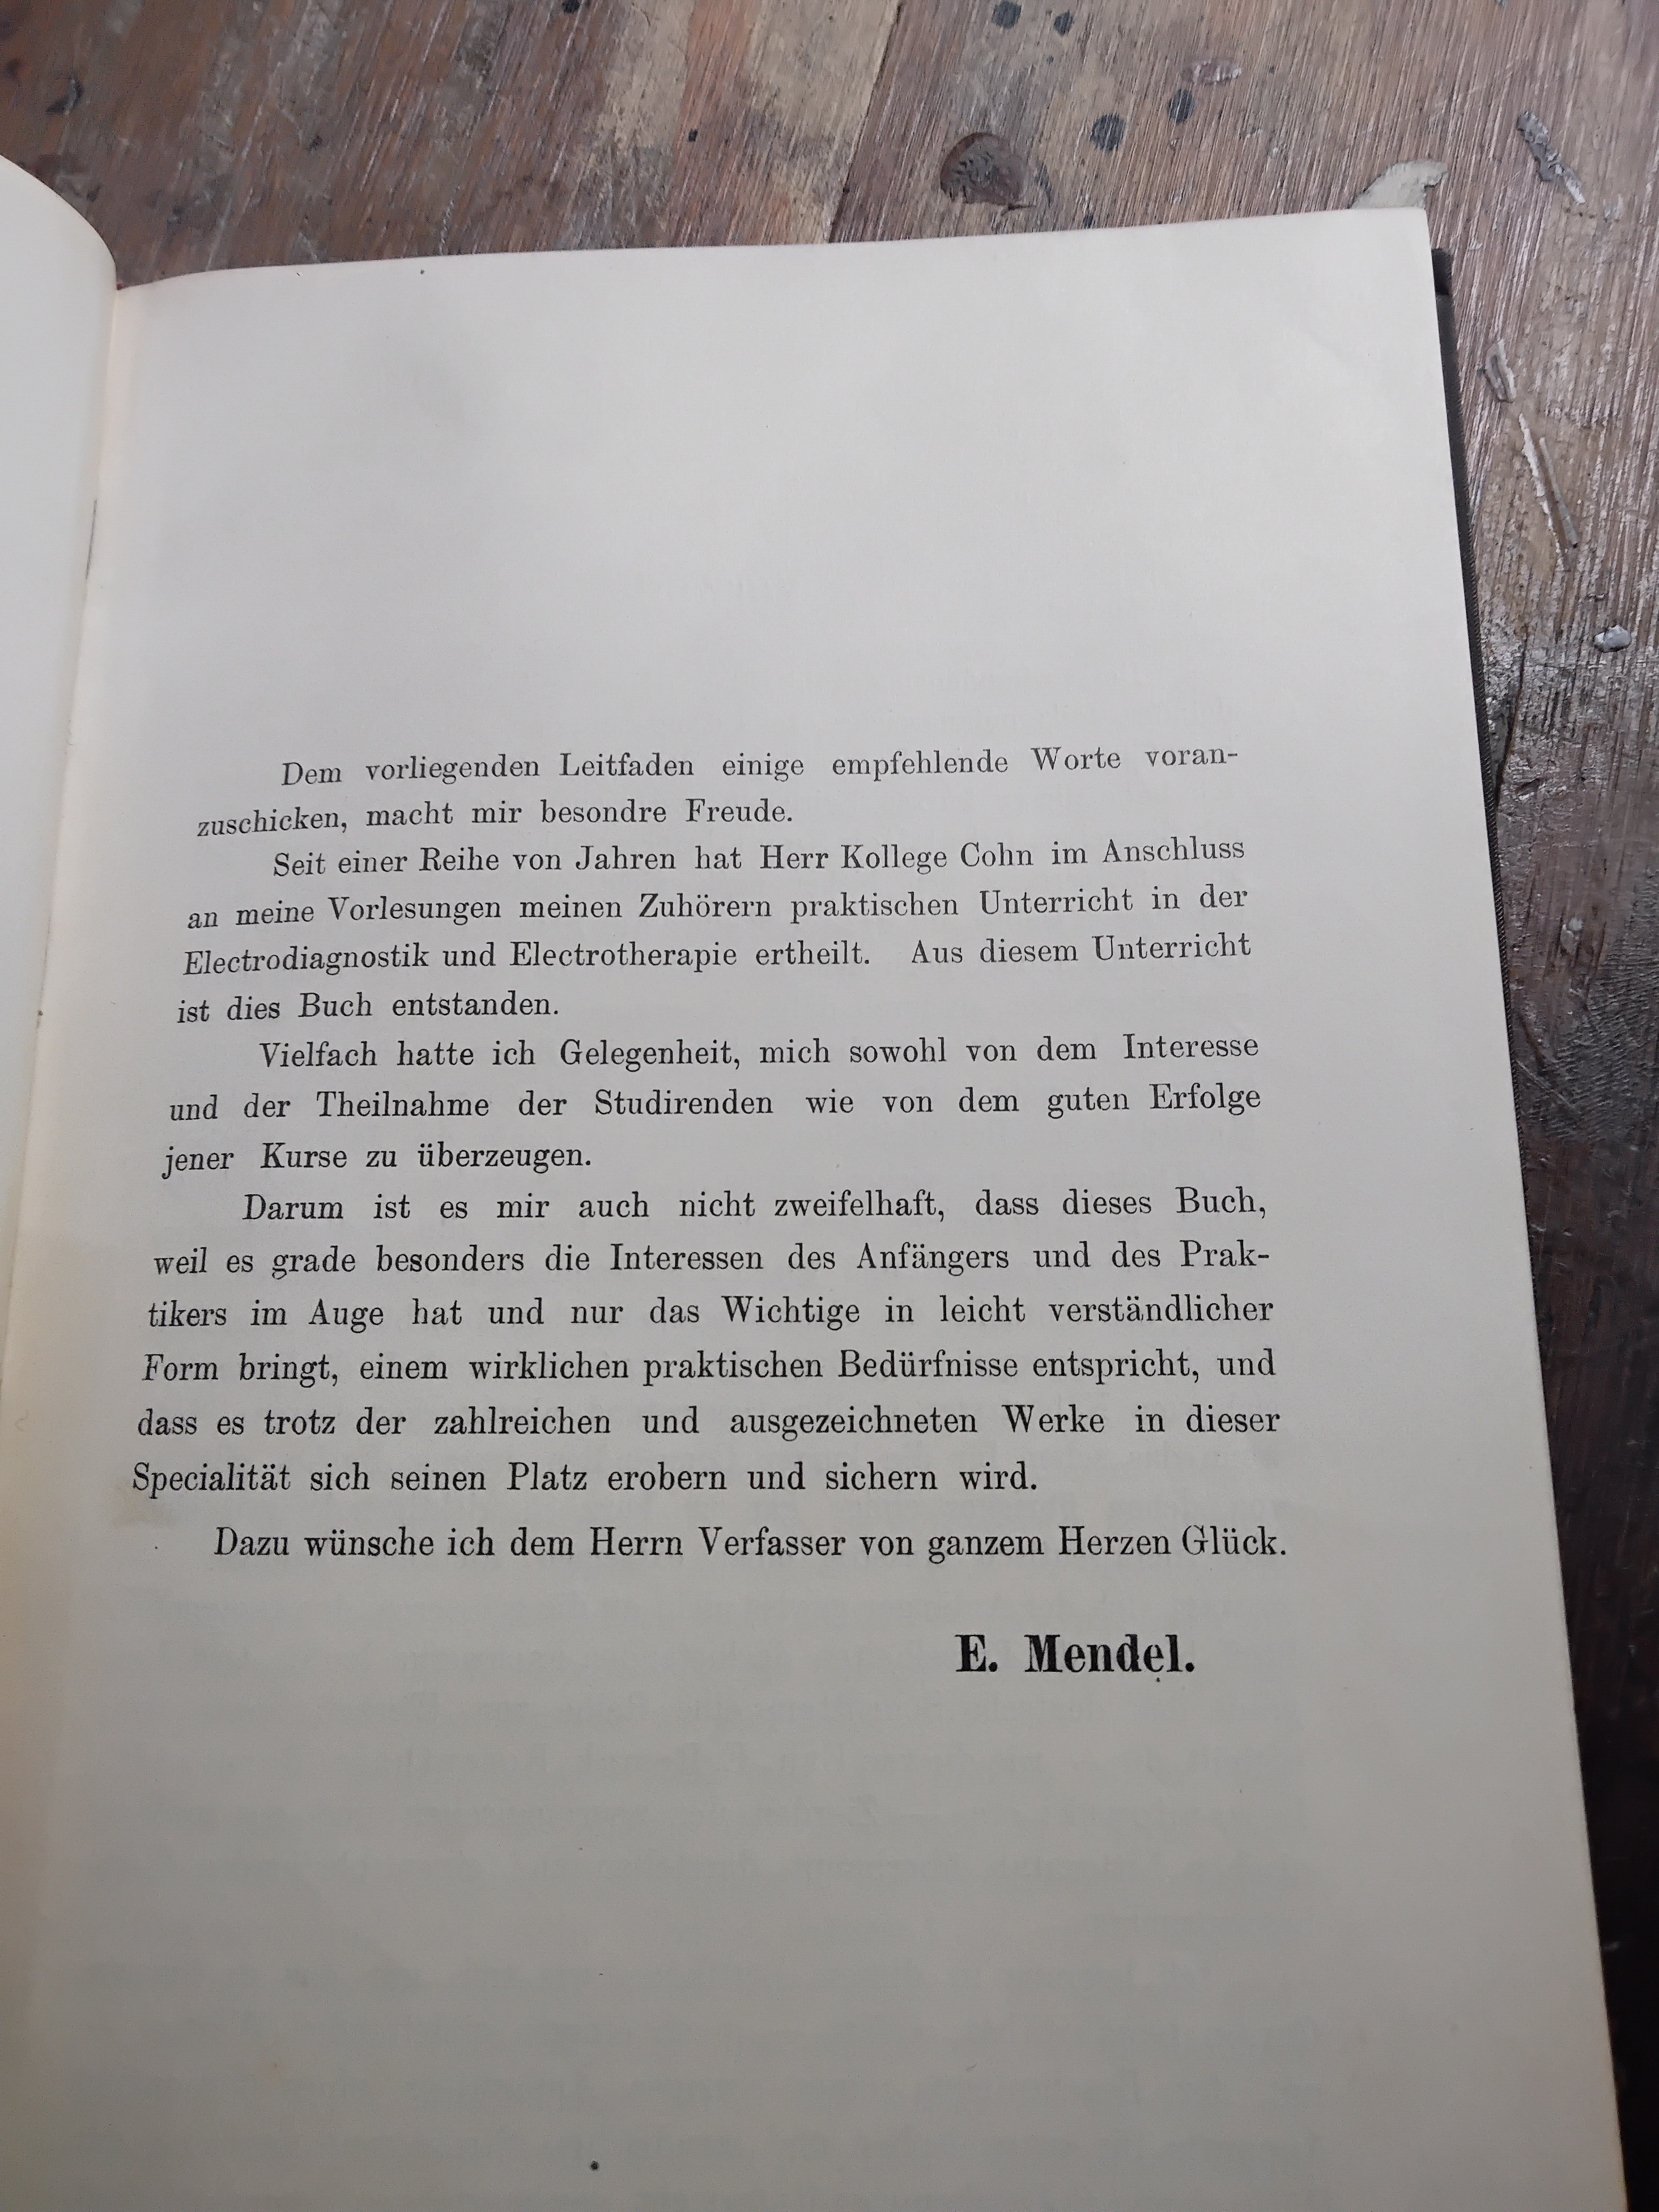 Dem vorliegenden Leitfaden einige empfehlende Worte voran-
zuschicken, macht mir besondre Freude.
Seit einer Reihe von Jahren hat Herr Kollege Cohn im Anschluss
an meine Vorlesungen meinen Zuhörern praktischen Unterricht in der
Electrodiagnostik und Electrotherapie ertheilt. Aus diesem Unterricht
ist dies Buch entstanden.
Vielfach hatte ich Gelegenheit, mich sowohl von dem Interesse
und der Theilnahme der Studirenden wie von dem guten Erfolge
jener Kurse zu überzeugen.
Darum ist es mir auch nicht zweifelhaft, dass dieses Buch,
weil es grade besonders die Interessen des Anfängers und des Prak-
tikers im Auge hat und nur das Wichtige in leicht verständlicher
Form bringt, einem wirklichen praktischen Bedürfnisse entspricht, und
dass es trotz der zahlreichen und ausgezeichneten Werke in dieser
Specialität sich seinen Platz erobern und sichern wird.
Dazu wünsche ich dem Herrn Verfasser von ganzem Herzen Glück.
E. Mendel.